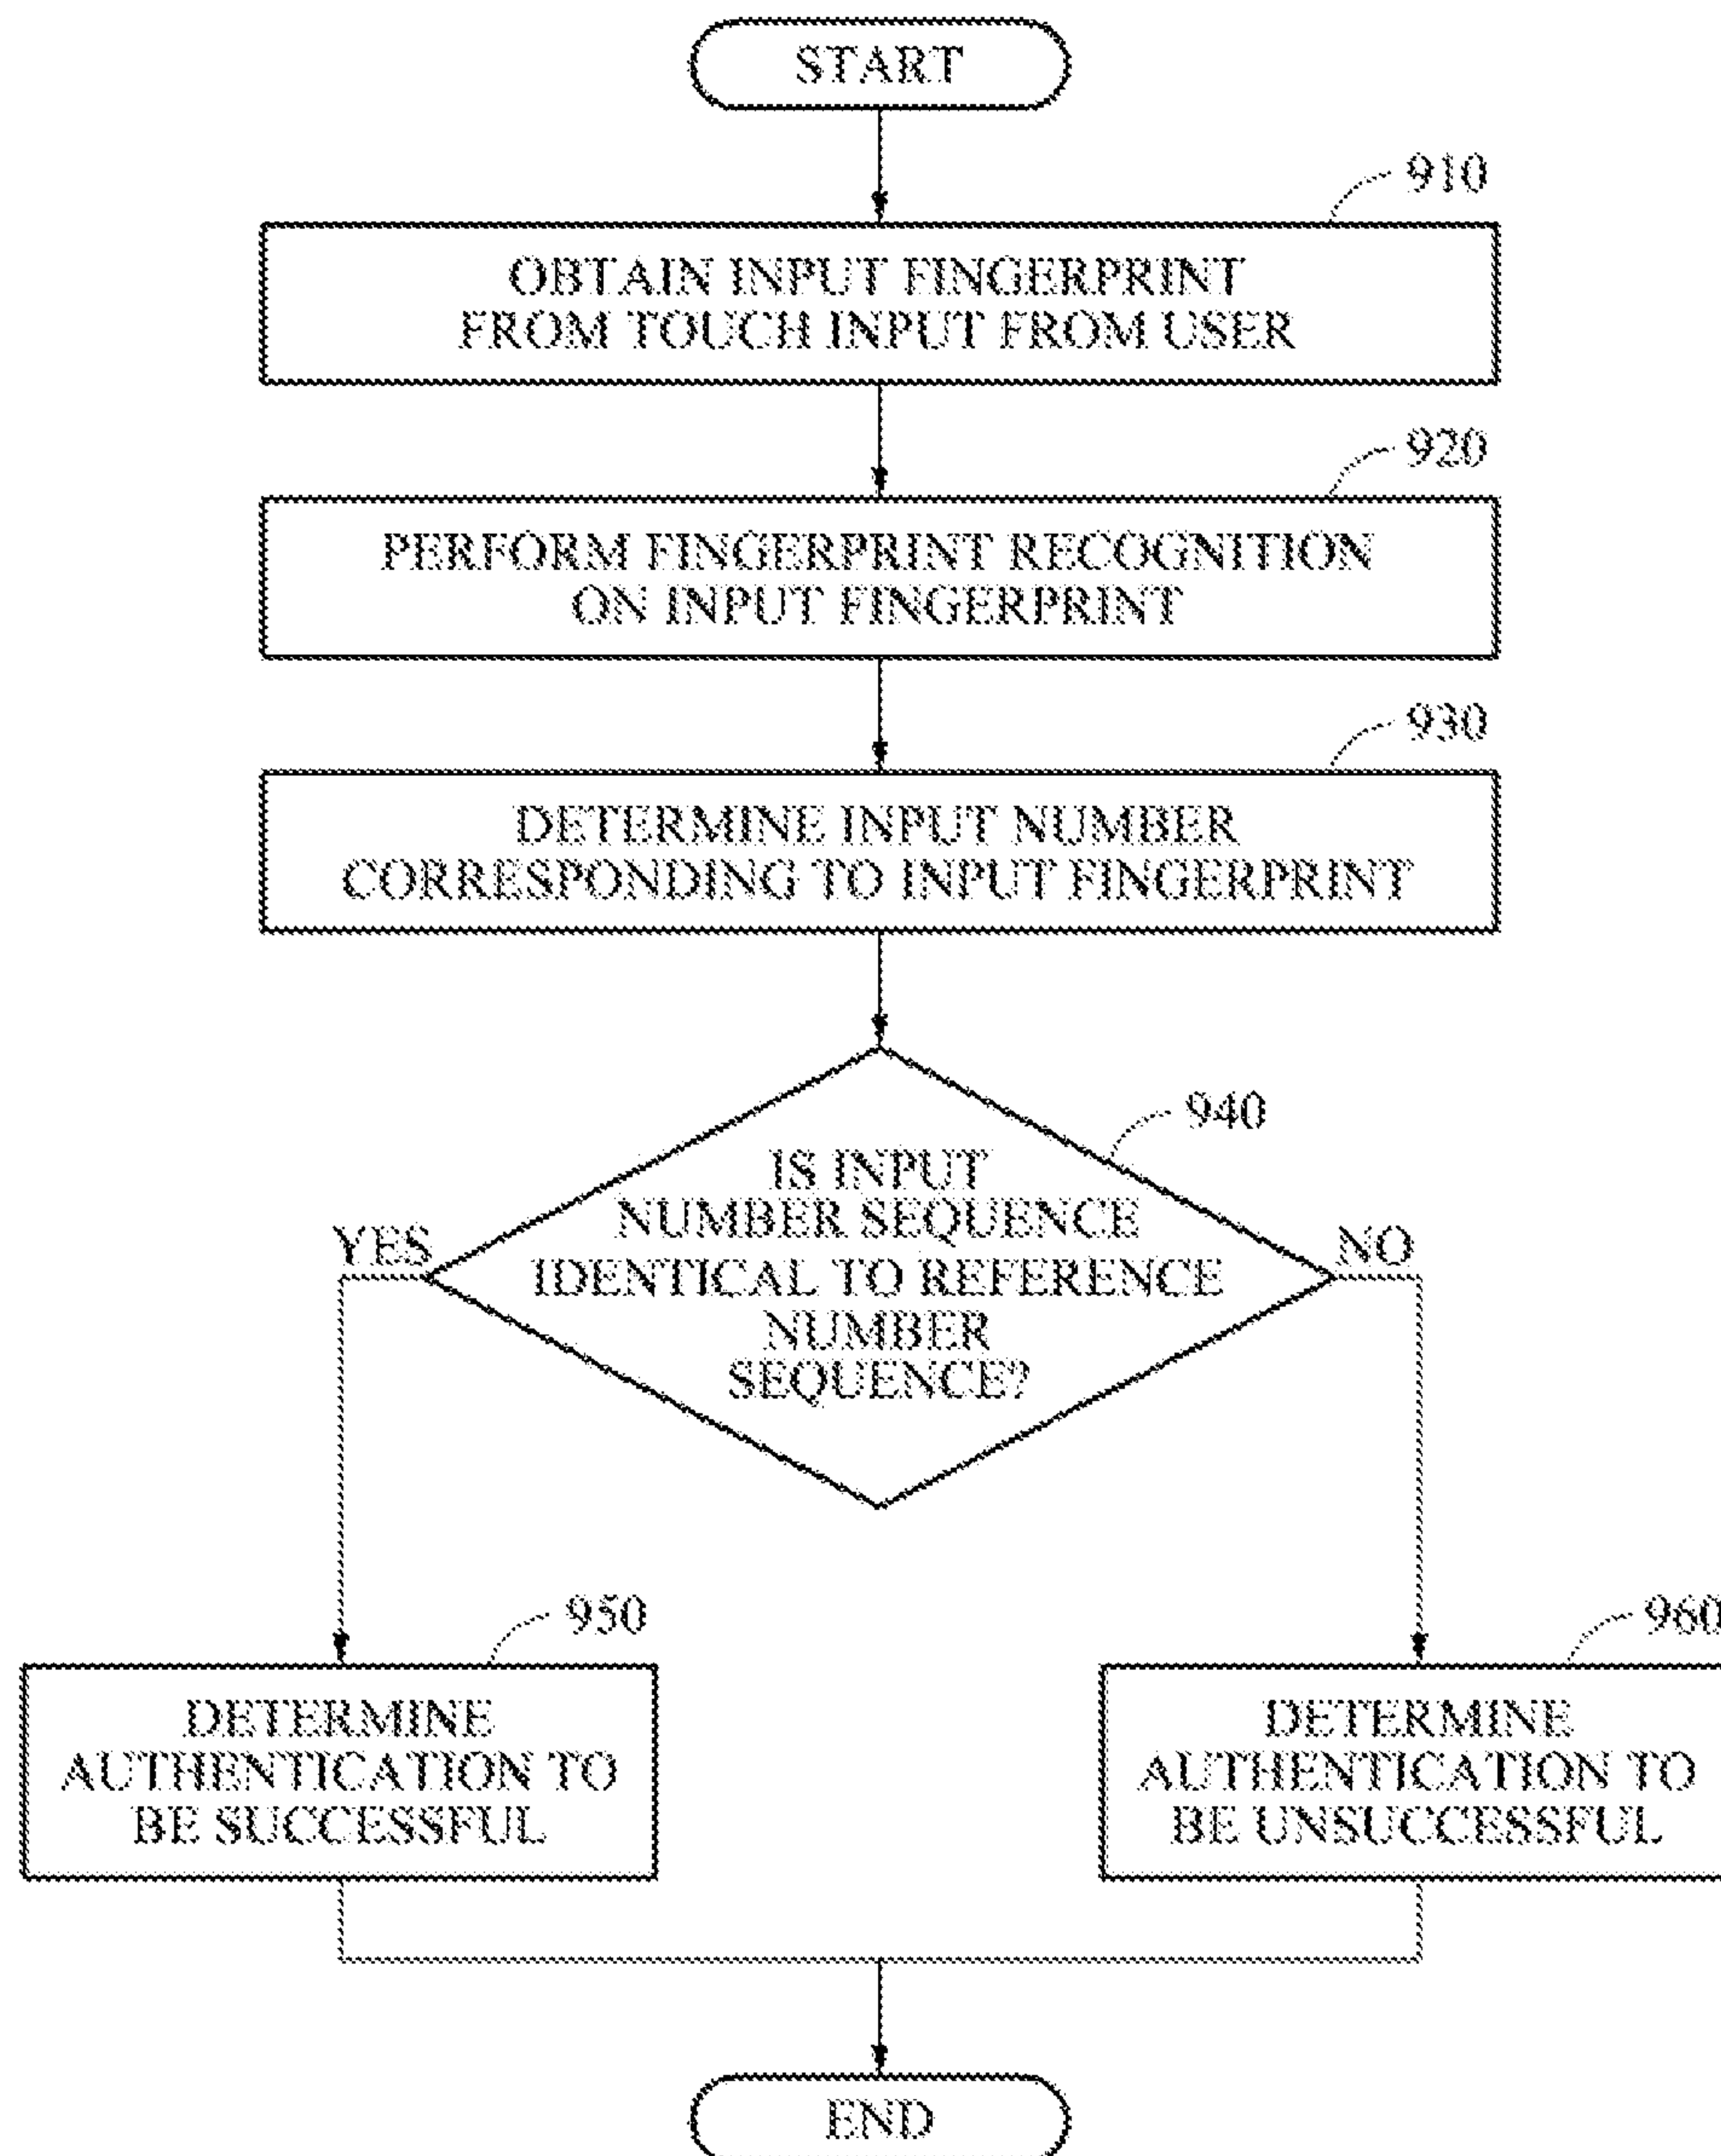 START
910
OBTAIN INPUT FINGERPRINT
FROM TOUCH INPUT FROM USER
920
PERFORM FINGERPRINT RECOGNITION
ON INPUT FINGERPRINT
930
DETERMINE INPUT NUMBER
CORRESPONDING TO INPUT FINGERPRINT
940
IS INPUT
NUMBER SEQUENCE
IDENTICAL TO REFERENCE
NUMBER
SEQUENCE?
YES
NO
950
DETERMINE
AUTHENTICATION TO
BE SUCCESSFUL
960
DETERMINE
AUTHENTICATION TO
BE UNSUCCESSFUL
END